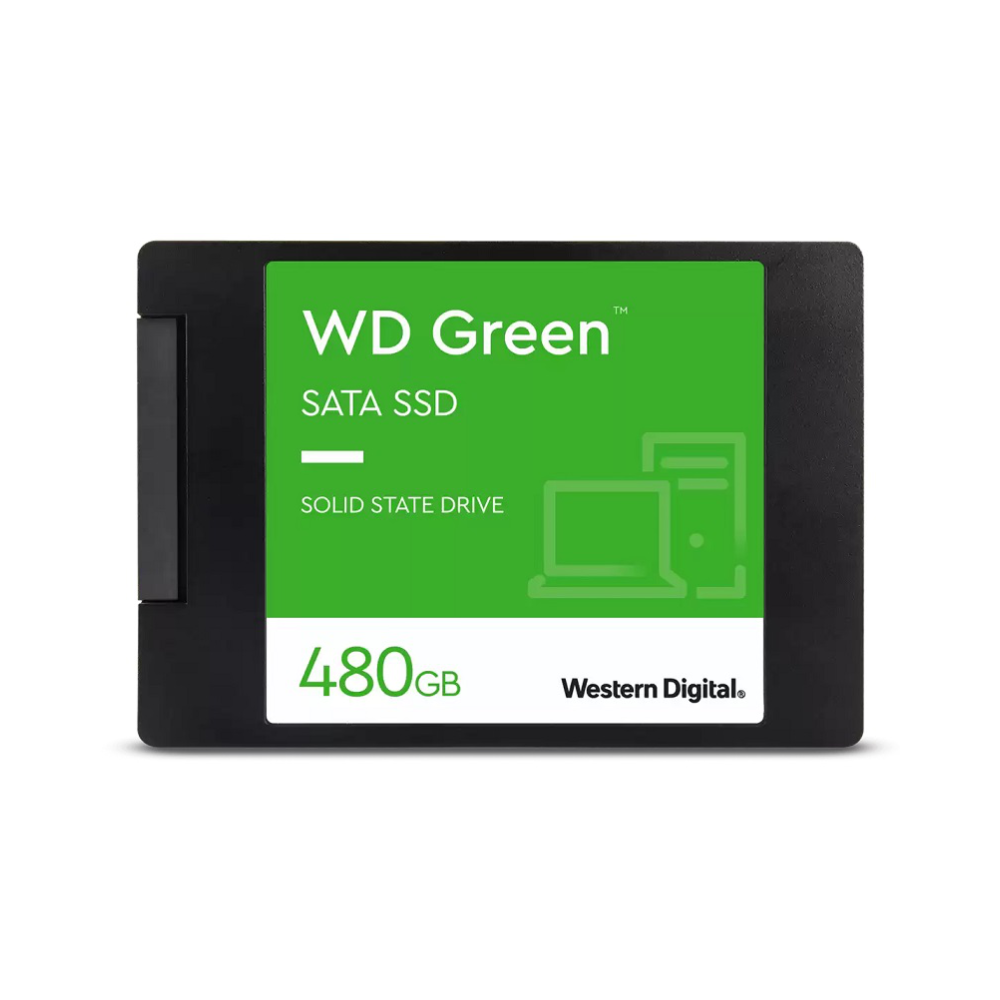 WD Green™
SATA SSD
SOLID STATE DRIVE
480GB
Western Digital®